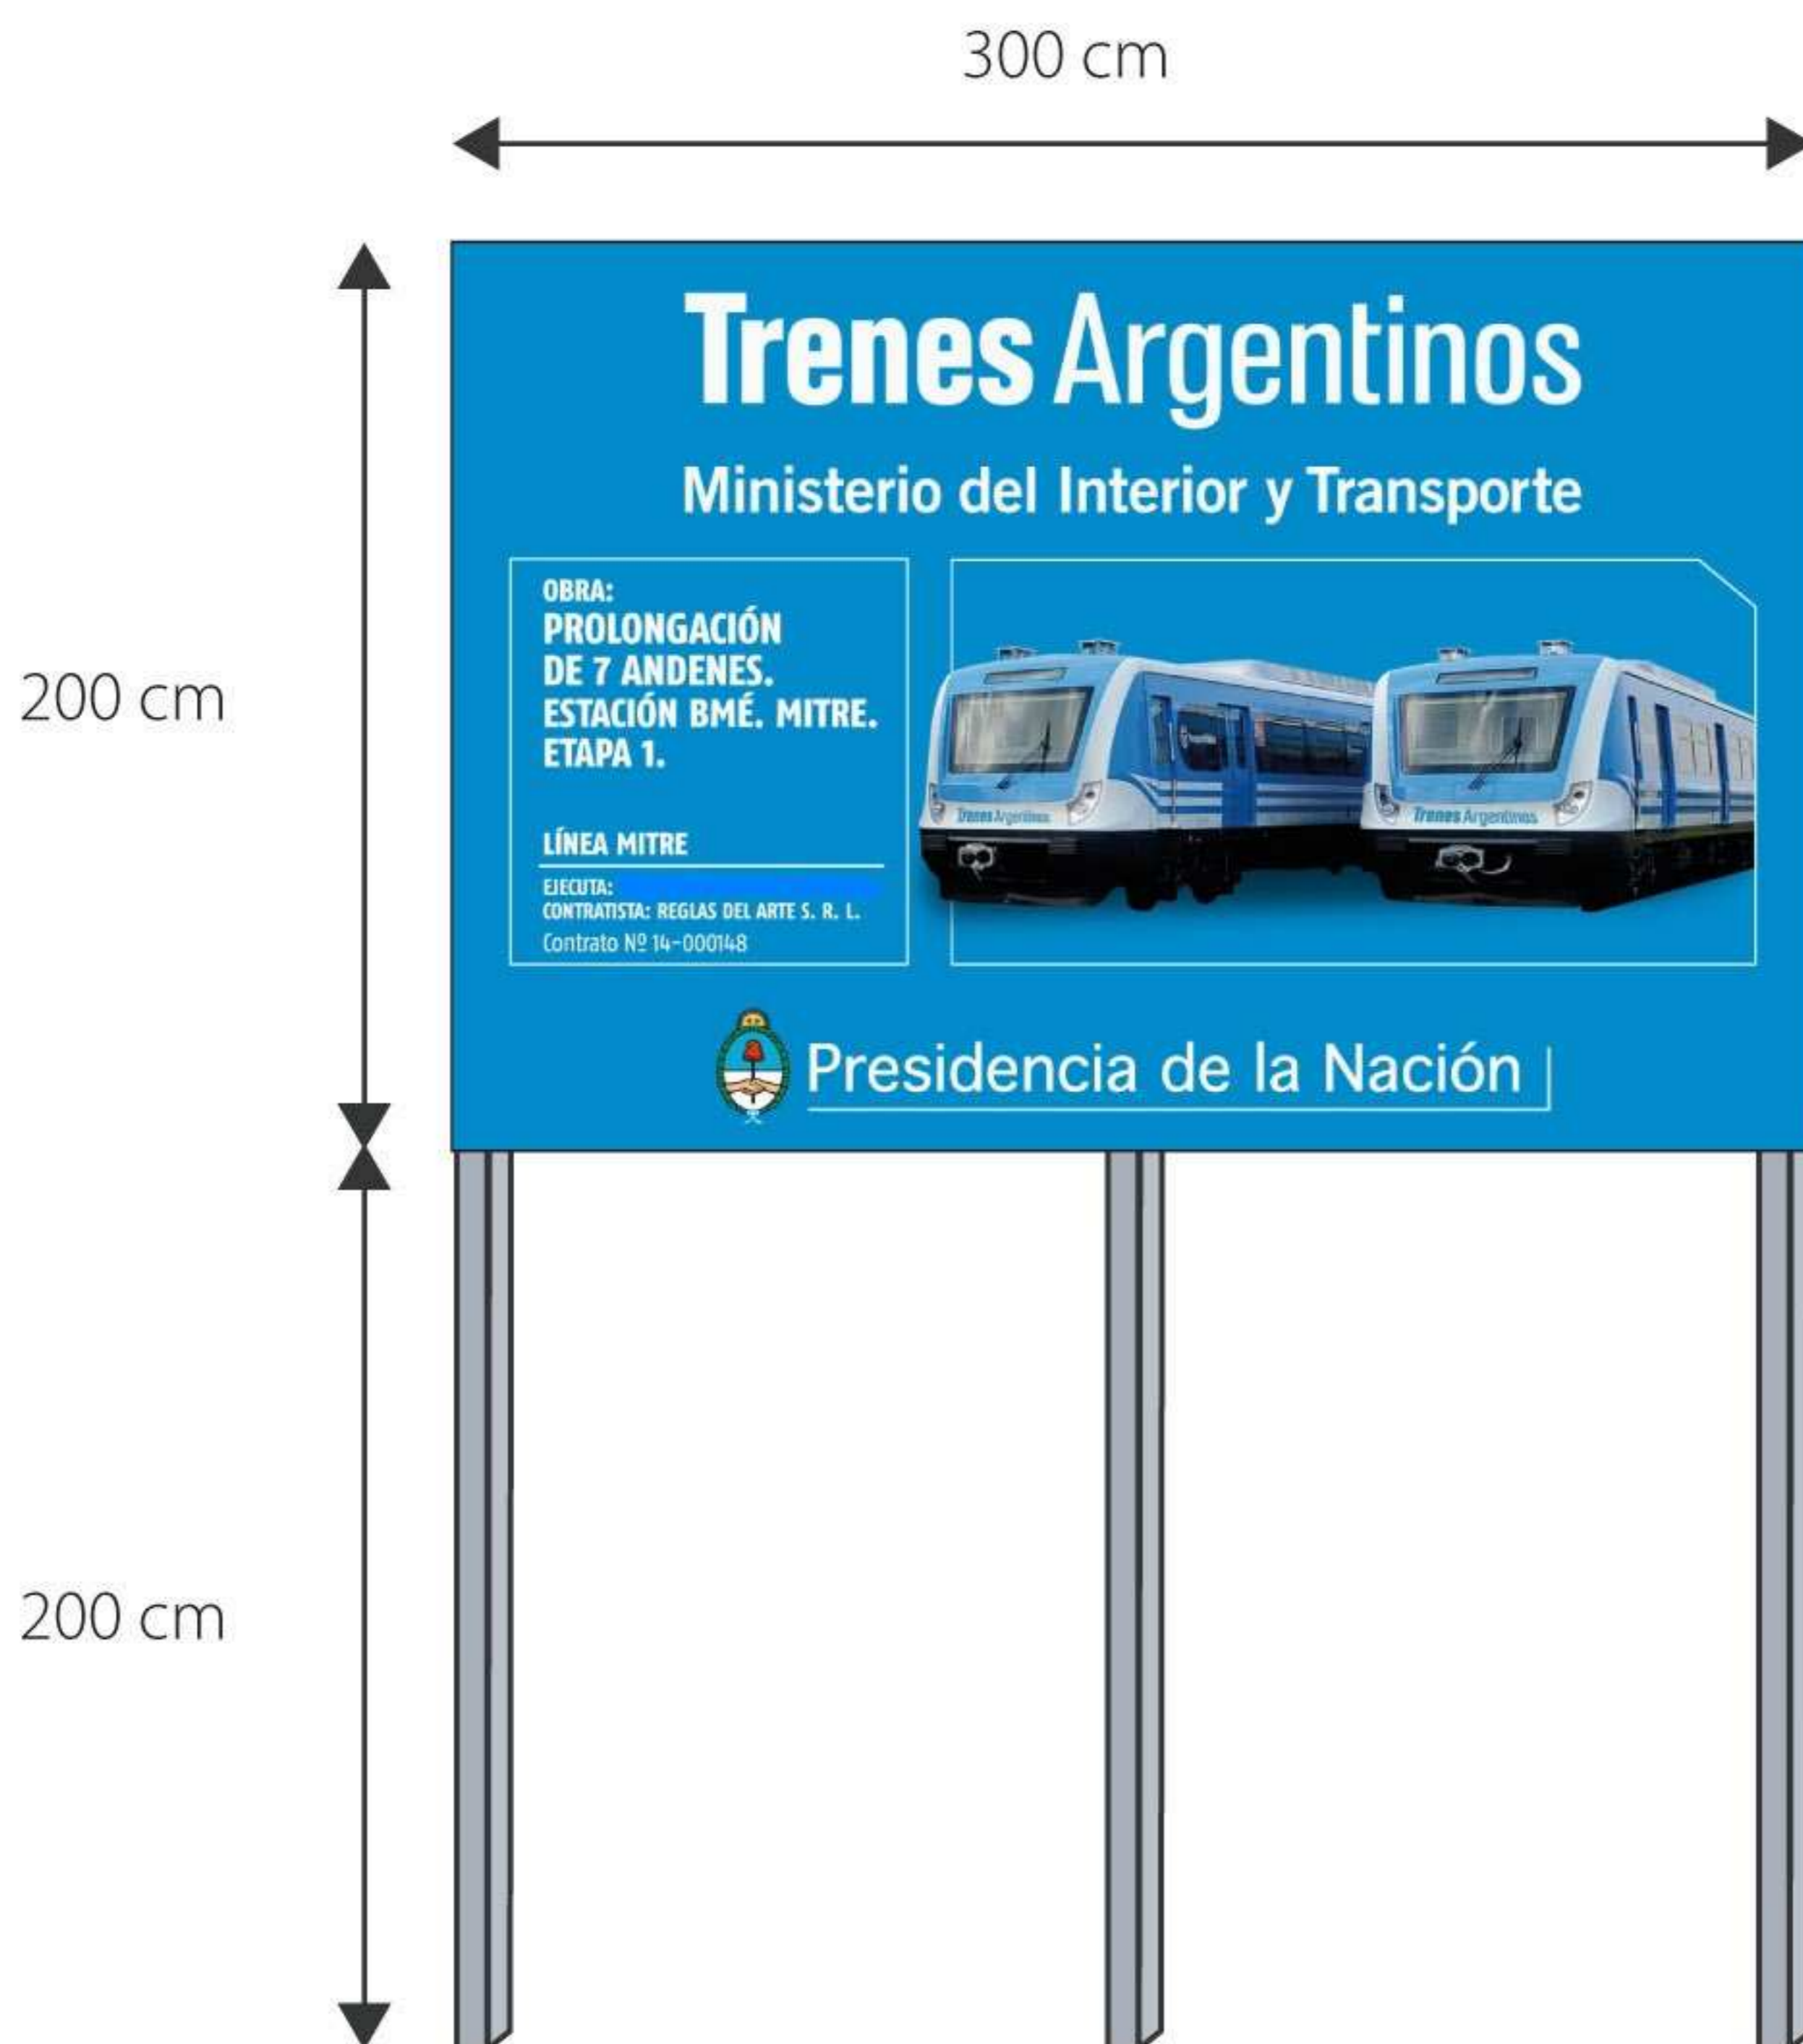 300 cm
Trenes Argentinos
Ministerio del Interior y Transporte
OBRA:
PROLONGACIÓN
DE 7 ANDENES.
ESTACIÓN BMÉ. MITRE.
ETAPA 1.
LÍNEA MITRE
EJECUTA:
CONTRATISTA: REGLAS DEL ARTE S. R. L.
Contrato Nº 14-000148
Trenes Argentinos
Trenes Argentinos
Presidencia de la Nación
200 cm
200 cm